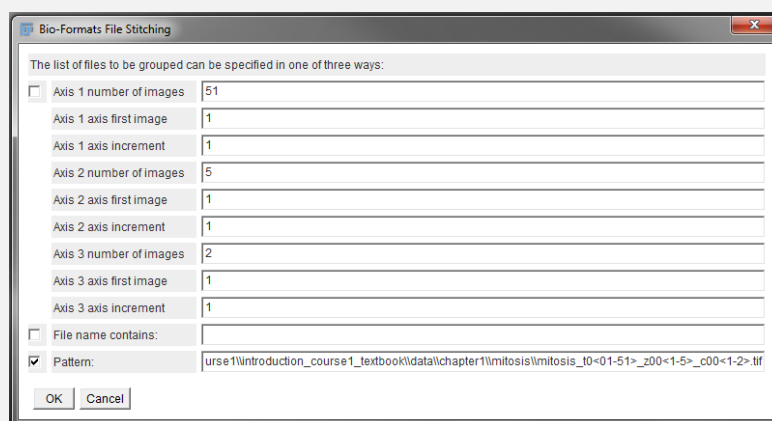 Bio-Formats File Stitching
The list of files to be grouped can be specified in one of three ways:
Axis 1 number of images 51
Axis 1 axis first image 1
Axis 1 axis increment 1
Axis 2 number of images 5
Axis 2 axis first image 1
Axis 2 axis increment 1
Axis 3 number of images 2
Axis 3 axis first image 1
Axis 3 axis increment 1
File name contains:
Pattern: urse1\\introduction_course1_textbook\\data\\chapter1\\mitosis\\mitosis_t0<01-51>_z00<1-5>_c00<1-2>.tif
OK Cancel